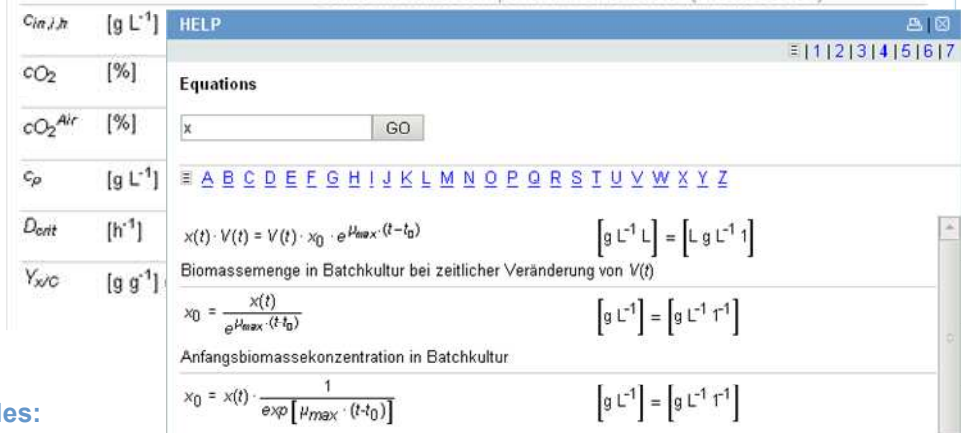 c_in,i,h [g L⁻¹]
HELP
≡ | 1 | 2 | 3 | 4 | 5 | 6 | 7
cO₂ [%]
Equations
x GO
cO₂^Air [%]
c_p [g L⁻¹]
≡ A B C D E F G H I J K L M N O P Q R S T U V W X Y Z
D_crit [h⁻¹]
x(t) · V(t) = V(t) · x₀ · e^μmax·(t−t₀) [g L⁻¹ L] = [L g L⁻¹ 1]
Biomassemenge in Batchkultur bei zeitlicher Veränderung von V(t)
Y_x/C [g g⁻¹]
x₀ = x(t) / e^μmax·(t-t₀) [g L⁻¹] = [g L⁻¹ 1⁻¹]
Anfangsbiomassekonzentration in Batchkultur
x₀ = x(t) · 1 / exp[μmax · (t-t₀)] [g L⁻¹] = [g L⁻¹ 1⁻¹]
les: